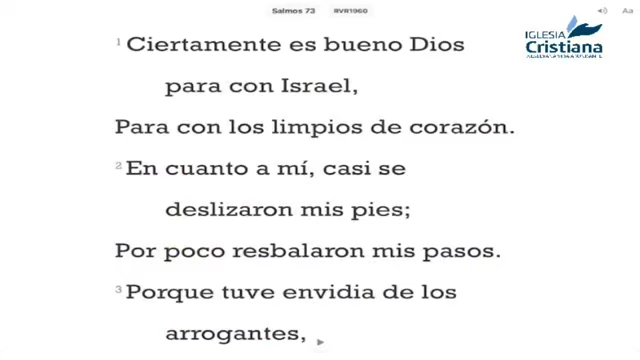 Salmos 73 RVR1960
Aa
IGLESIA
Cristiana
1 Ciertamente es bueno Dios
para con Israel,
Para con los limpios de corazón.
2 En cuanto a mí, casi se
deslizaron mis pies;
Por poco resbalaron mis pasos.
3 Porque tuve envidia de los
arrogantes,